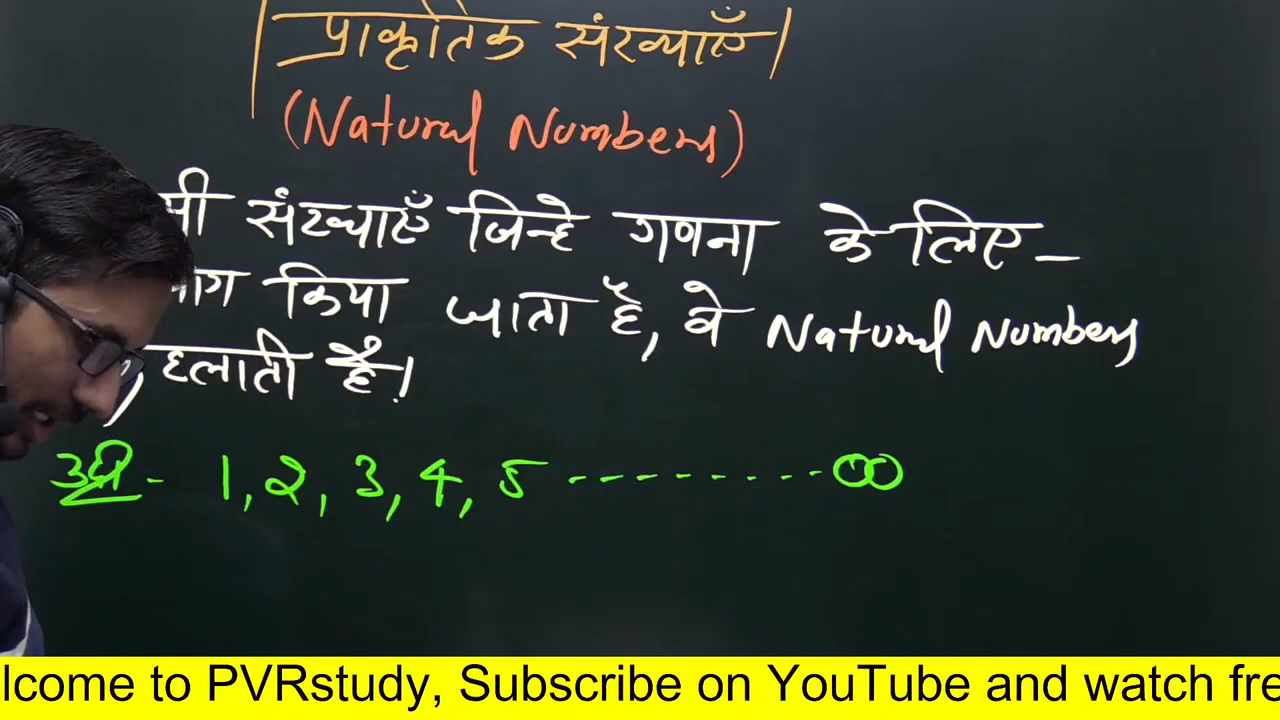 प्राकृतिक संख्याएँ
(Natural Numbers)
सी संख्याएँ जिन्हे गणना के लिए -
किया जाता है, वे Natural Numbers
हलाती है।
1, 2, 3, 4, 5 --------- ∞
lcome to PVRstudy, Subscribe on YouTube and watch fre